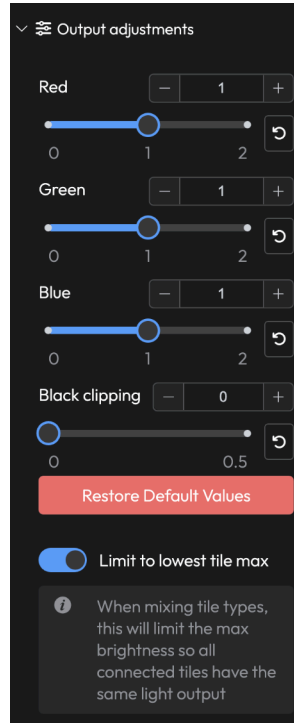 Output adjustments
Red − 1 +
0 1 2
Green − 1 +
0 1 2
Blue − 1 +
0 1 2
Black clipping − 0 +
0 0.5
Restore Default Values
Limit to lowest tile max
When mixing tile types,
this will limit the max
brightness so all
connected tiles have the
same light output